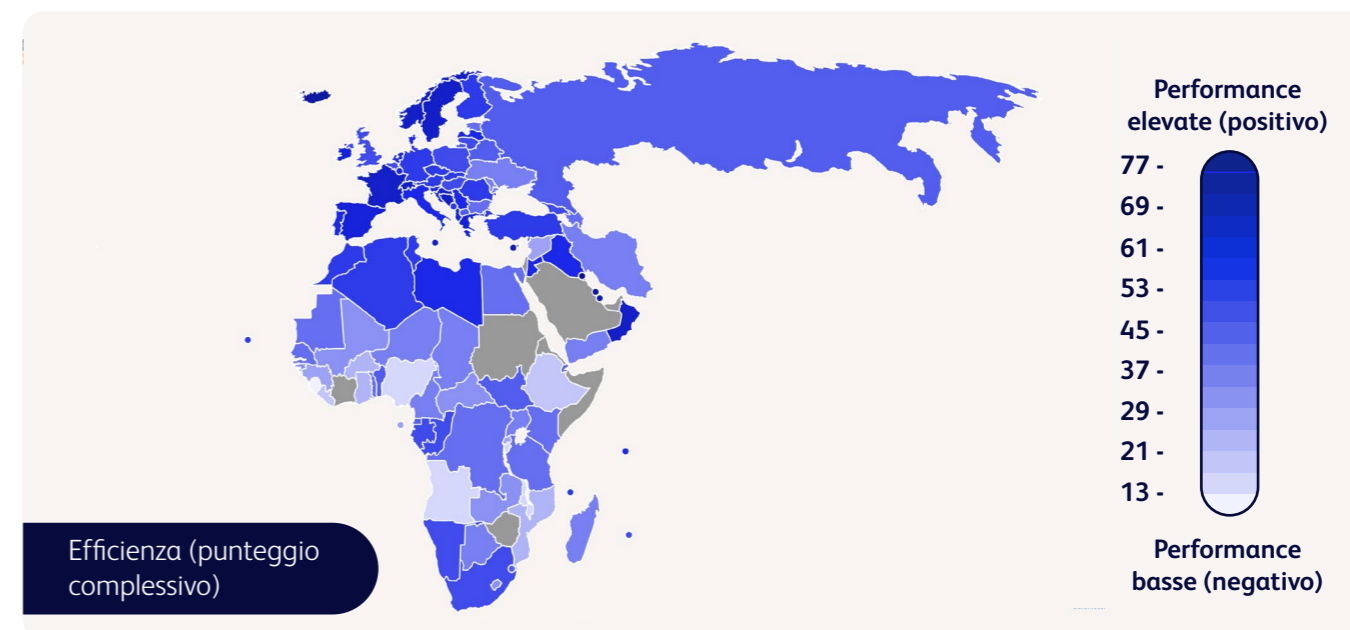 Performance
elevate (positivo)
77 -
69 -
61 -
53 -
45 -
37 -
29 -
21 -
13 -
Performance
basse (negativo)
Efficienza (punteggio
complessivo)